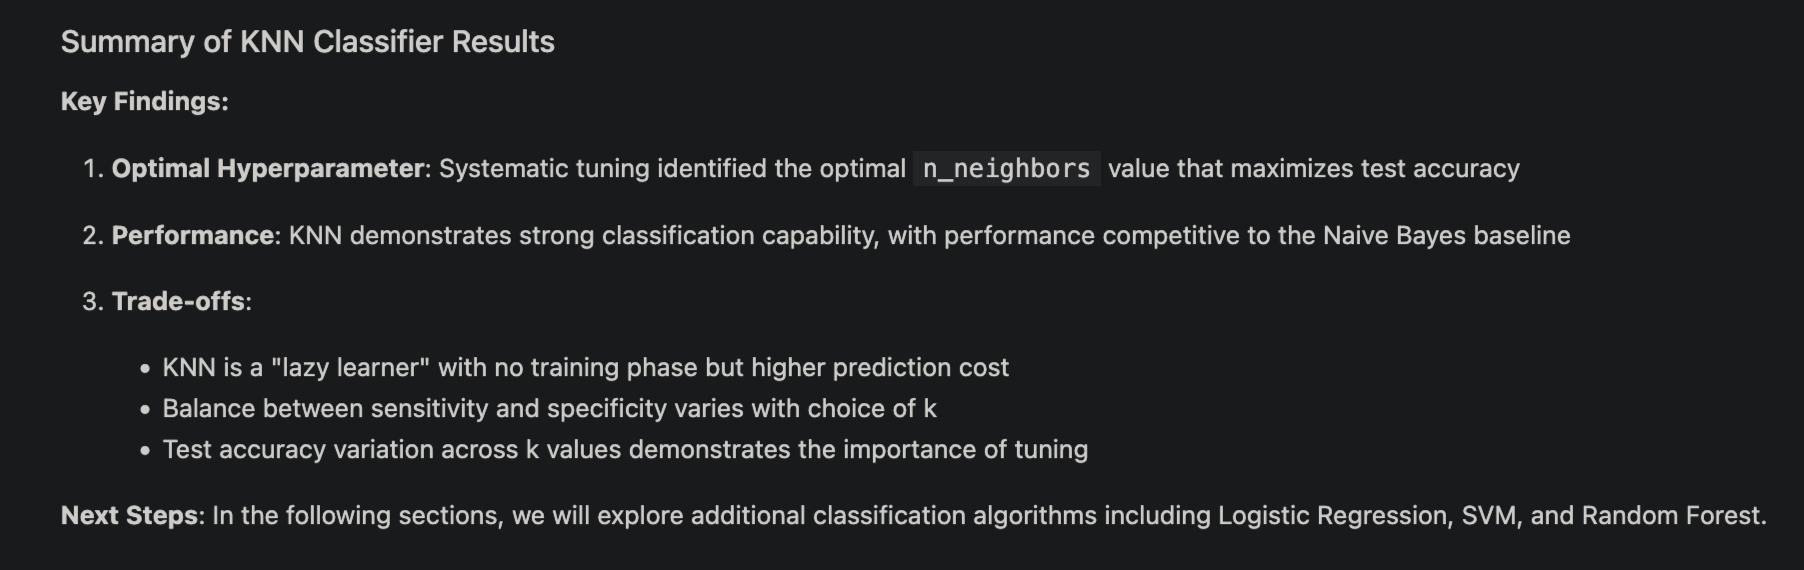 Summary of KNN Classifier Results
Key Findings:
1. Optimal Hyperparameter: Systematic tuning identified the optimal n_neighbors value that maximizes test accuracy
2. Performance: KNN demonstrates strong classification capability, with performance competitive to the Naive Bayes baseline
3. Trade-offs:
• KNN is a "lazy learner" with no training phase but higher prediction cost
• Balance between sensitivity and specificity varies with choice of k
• Test accuracy variation across k values demonstrates the importance of tuning
Next Steps: In the following sections, we will explore additional classification algorithms including Logistic Regression, SVM, and Random Forest.